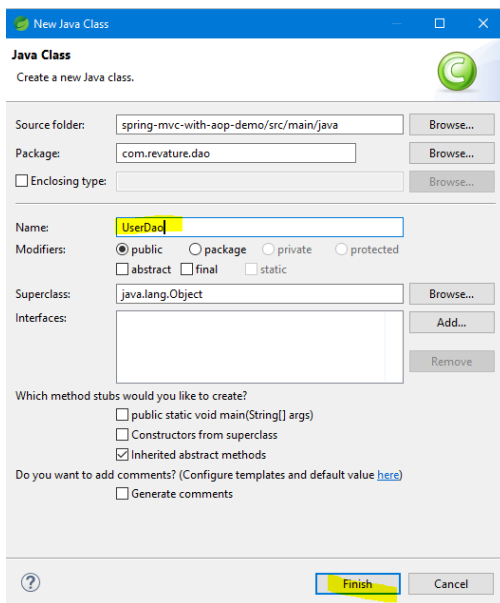 New Java Class
Java Class
Create a new Java class.
C
Source folder: spring-mvc-with-aop-demo/src/main/java Browse...
Package: com.revature.dao Browse...
Enclosing type: Browse...
Name: UserDao
Modifiers: public package private protected
abstract final static
Superclass: java.lang.Object Browse...
Interfaces: Add...
Remove
Which method stubs would you like to create?
public static void main(String[] args)
Constructors from superclass
Inherited abstract methods
Do you want to add comments? (Configure templates and default value here)
Generate comments
? Finish Cancel